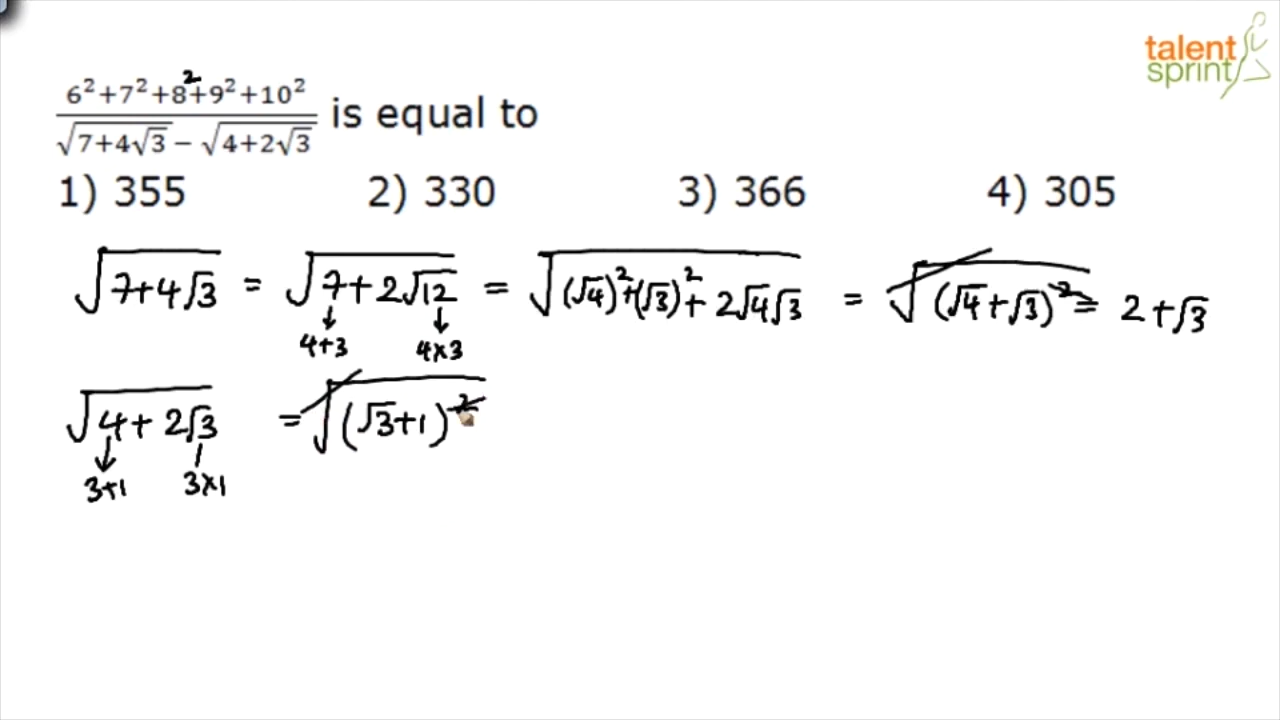 talent
sprint
6²+7²+8²+9²+10²
√7+4√3 − √4+2√3
is equal to
1) 355 2) 330 3) 366 4) 305
√7+4√3 = √7+2√12 = √(√4)²+(√3)²+2√4√3 = √(√4+√3)² = 2+√3
4+3 4×3
√4+2√3 = √(√3+1)²
3+1 3×1